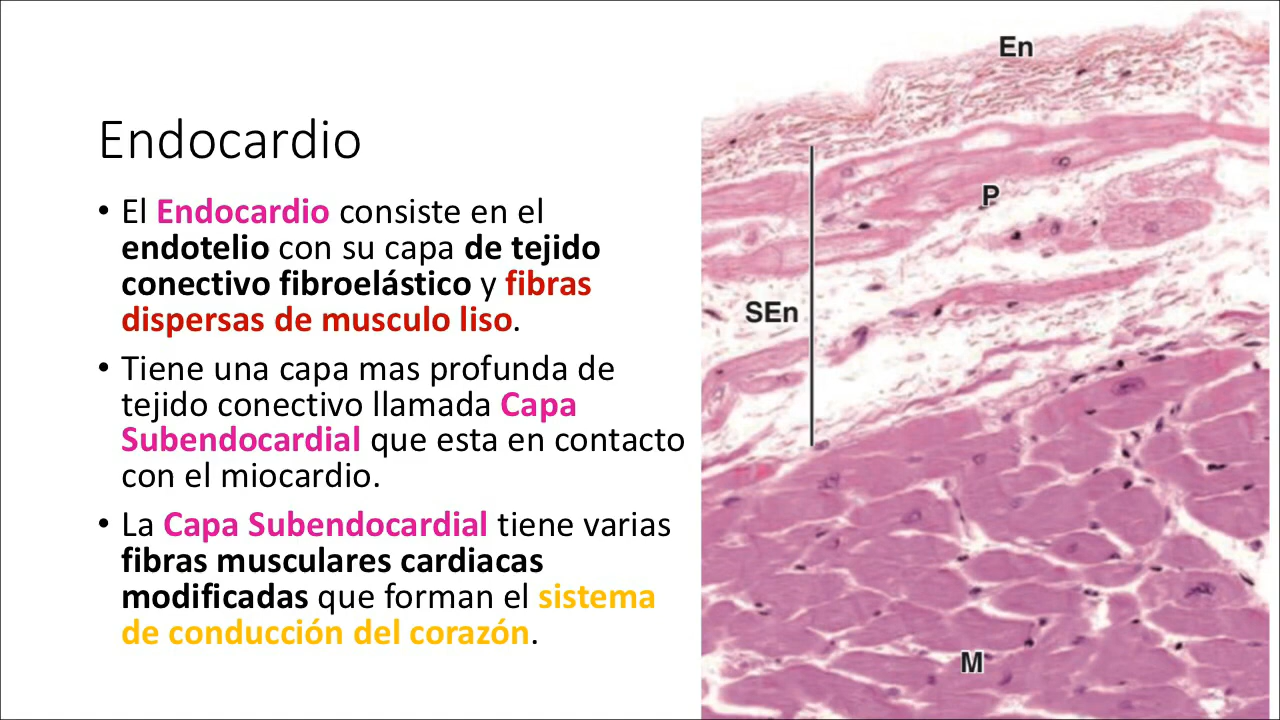 Endocardio
• El Endocardio consiste en el
endotelio con su capa de tejido
conectivo fibroelástico y fibras
dispersas de musculo liso.
• Tiene una capa mas profunda de
tejido conectivo llamada Capa
Subendocardial que esta en contacto
con el miocardio.
• La Capa Subendocardial tiene varias
fibras musculares cardiacas
modificadas que forman el sistema
de conducción del corazón.
En
P
SEn
M